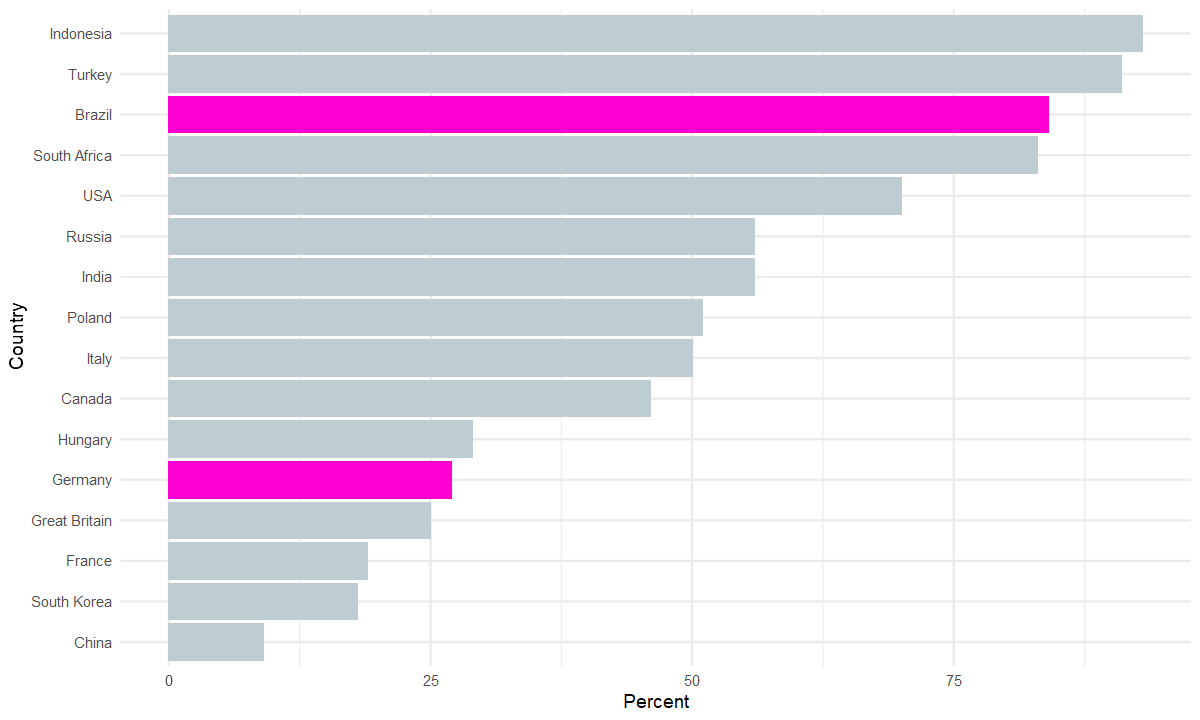 Indonesia
Turkey
Brazil
South Africa
USA
Russia
India
Poland
Italy
Canada
Hungary
Germany
Great Britain
France
South Korea
China
Country
0 25 50 75
Percent